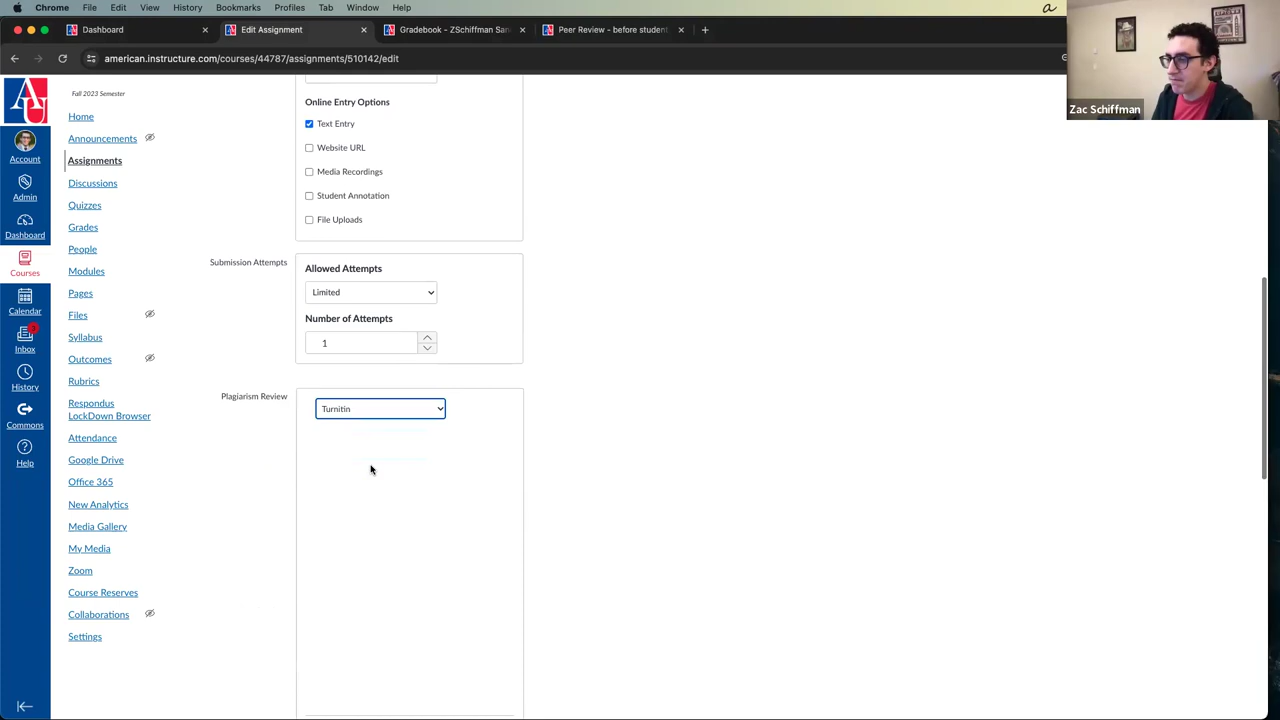 Chrome File Edit View History Bookmarks Profiles Tab Window Help
Dashboard Edit Assignment Gradebook - ZSchiffman San Peer Review - before studen
american.instructure.com/courses/44787/assignments/510142/edit
Zac Schiffman
Account
Admin
Dashboard
Courses
Calendar
7
Inbox
History
Commons
Help
Fall 2023 Semester
Home
Announcements
Assignments
Discussions
Quizzes
Grades
People
Modules
Pages
Files
Syllabus
Outcomes
Rubrics
Respondus
LockDown Browser
Attendance
Google Drive
Office 365
New Analytics
Media Gallery
My Media
Zoom
Course Reserves
Collaborations
Settings
Online Entry Options
Text Entry
Website URL
Media Recordings
Student Annotation
File Uploads
Submission Attempts
Allowed Attempts
Limited
Number of Attempts
1
Plagiarism Review
Turnitin